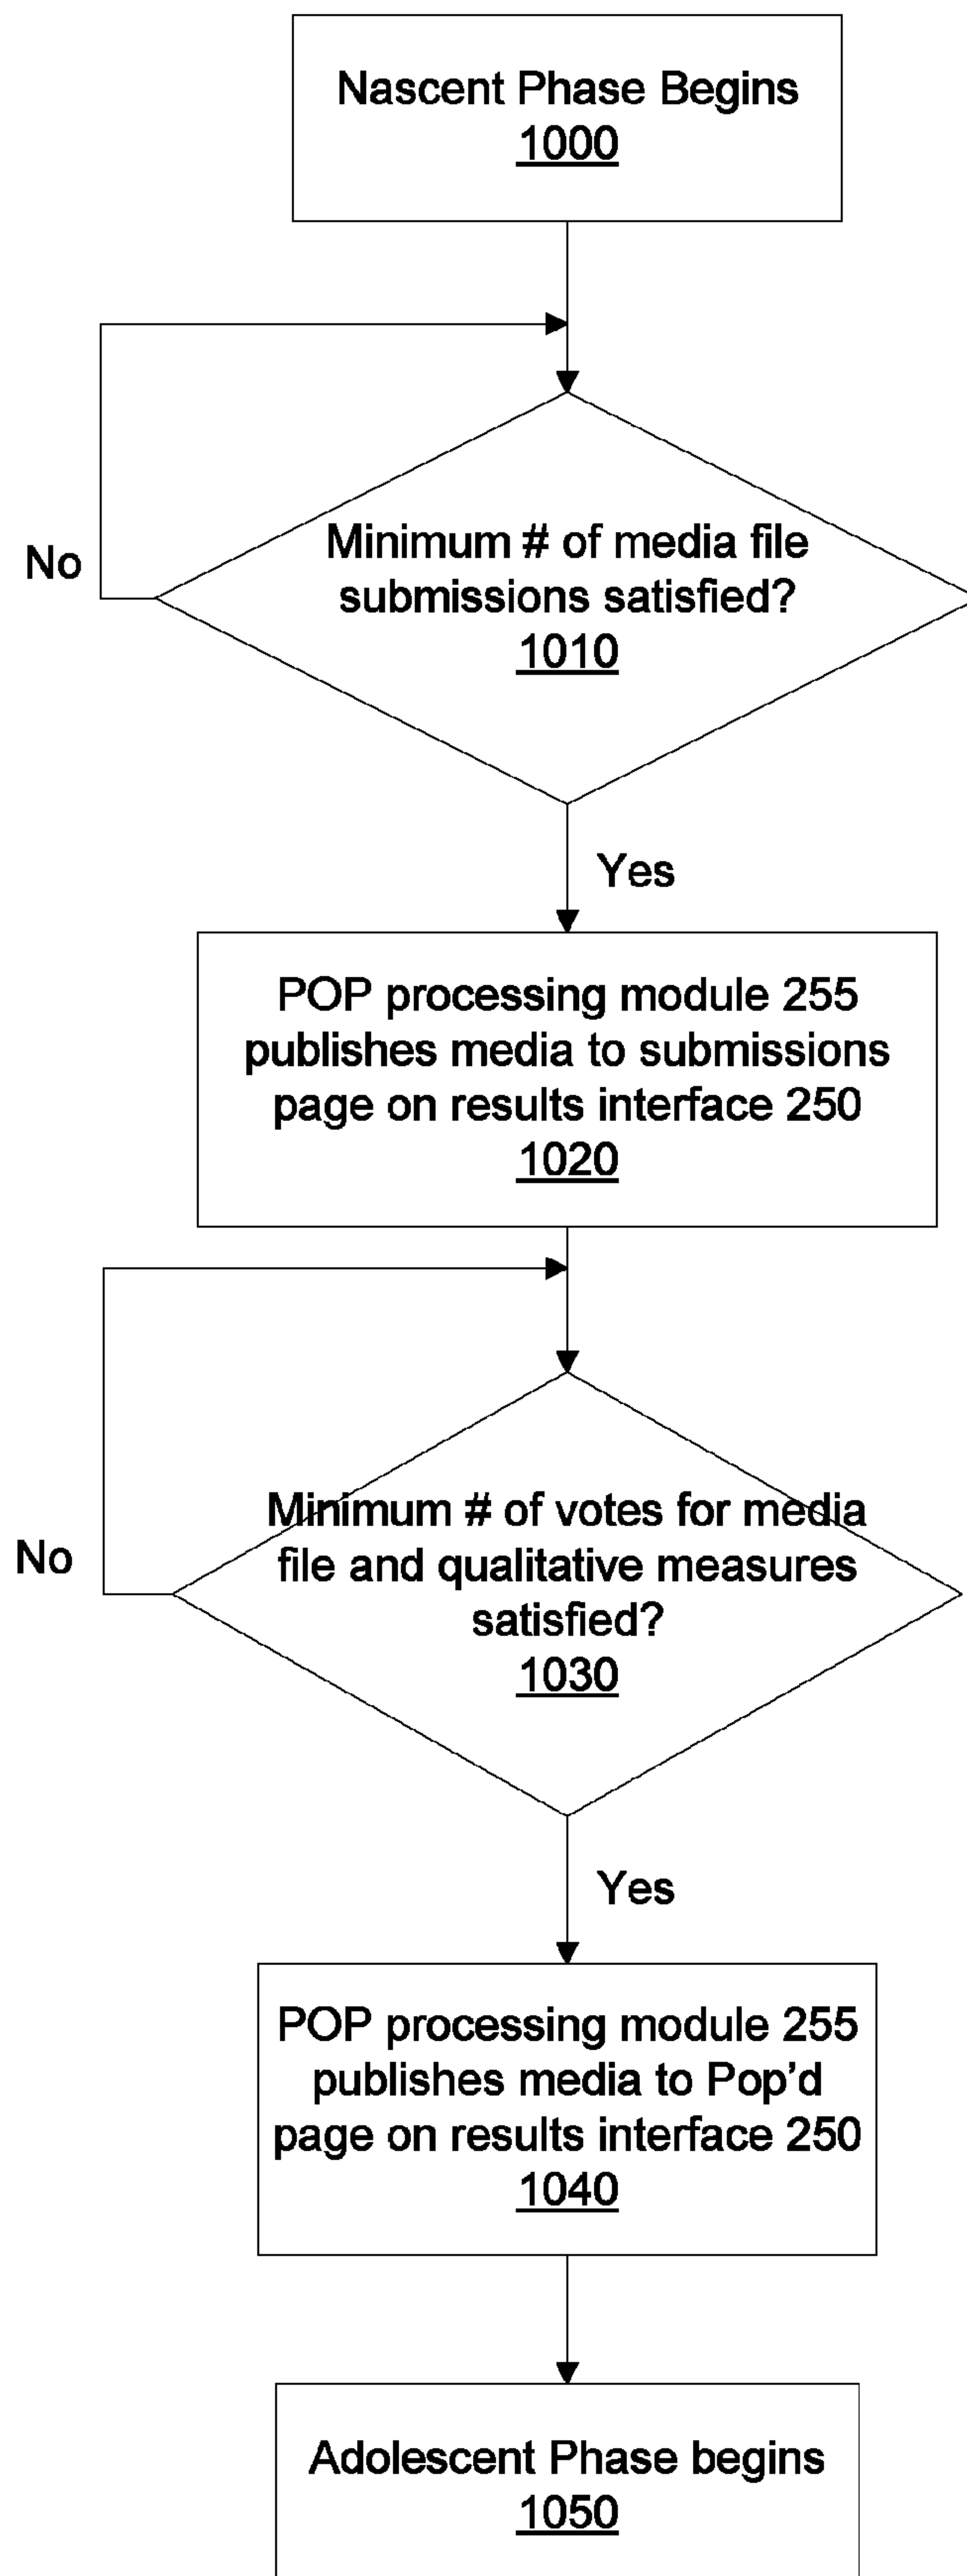 Nascent Phase Begins
1000
Minimum # of media file
submissions satisfied?
1010
No
Yes
POP processing module 255
publishes media to submissions
page on results interface 250
1020
Minimum # of votes for media
file and qualitative measures
satisfied?
1030
No
Yes
POP processing module 255
publishes media to Pop’d
page on results interface 250
1040
Adolescent Phase begins
1050